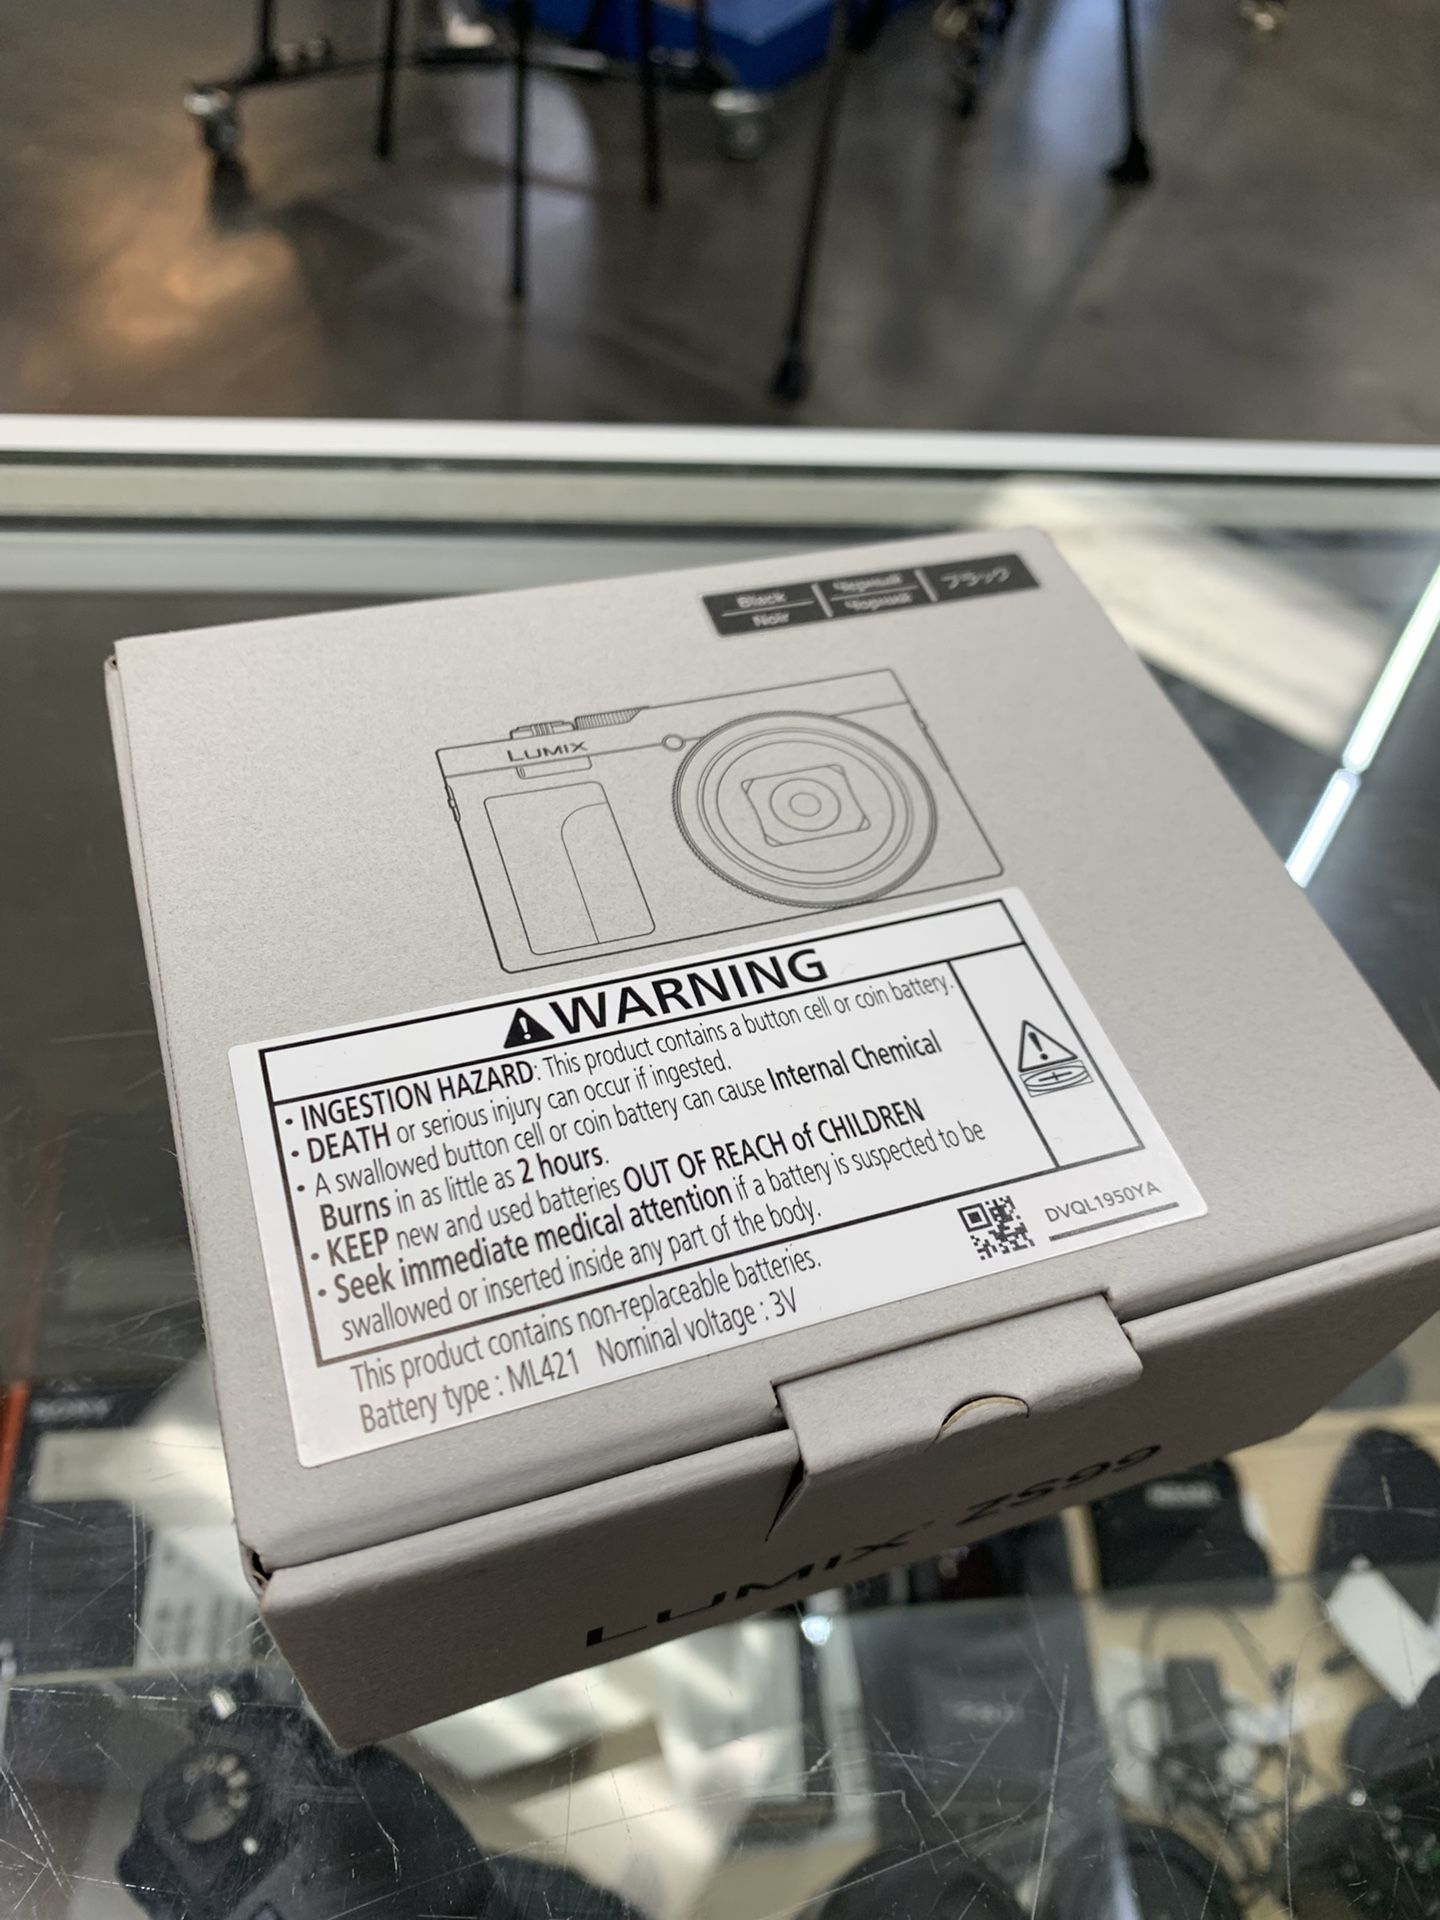 Black
Noir
Черный
Чорний
ブラック
LUMIX
WARNING
• INGESTION HAZARD: This product contains a button cell or coin battery.
• DEATH or serious injury can occur if ingested.
• A swallowed button cell or coin battery can cause Internal Chemical
Burns in as little as 2 hours.
• KEEP new and used batteries OUT OF REACH of CHILDREN
• Seek immediate medical attention if a battery is suspected to be
swallowed or inserted inside any part of the body.
DVQL1950YA
This product contains non-replaceable batteries.
Battery type : ML421 Nominal voltage : 3V
LUMIX ZS99
SONY